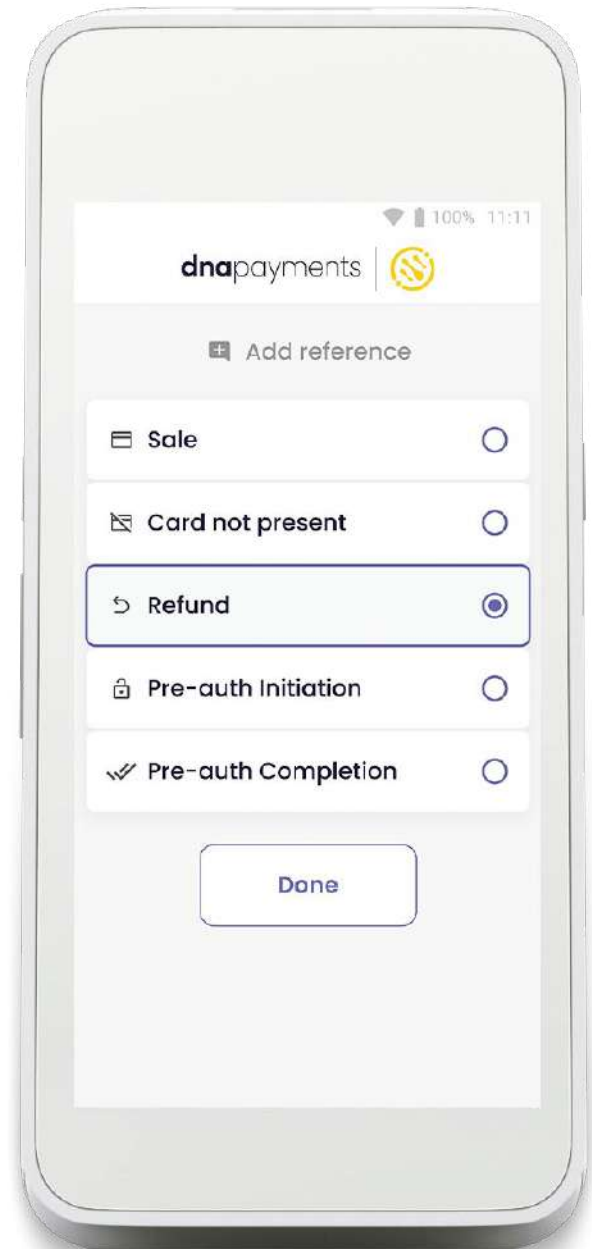 100% 11:11
dnapayments
Add reference
Sale
Card not present
Refund
Pre-auth Initiation
Pre-auth Completion
Done